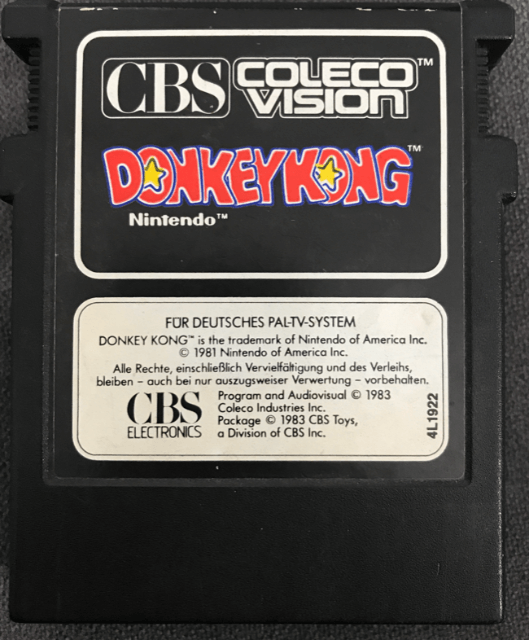 CBS COLECO VISION™
DONKEY KONG™
Nintendo™
FÜR DEUTSCHES PAL-TV-SYSTEM
DONKEY KONG™ is the trademark of Nintendo of America Inc.
© 1981 Nintendo of America Inc.
Alle Rechte, einschließlich Vervielfältigung und des Verleihs,
bleiben – auch bei nur auszugsweiser Verwertung – vorbehalten.
CBS
ELECTRONICS
Program and Audiovisual © 1983
Coleco Industries Inc.
Package © 1983 CBS Toys,
a Division of CBS Inc.
4L1922